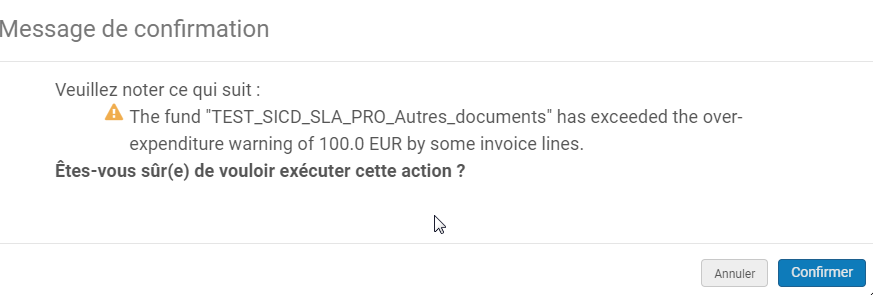 Message de confirmation
Veuillez noter ce qui suit :
The fund "TEST_SICD_SLA_PRO_Autres_documents" has exceeded the over-
expenditure warning of 100.0 EUR by some invoice lines.
Êtes-vous sûr(e) de vouloir exécuter cette action ?
Annuler
Confirmer